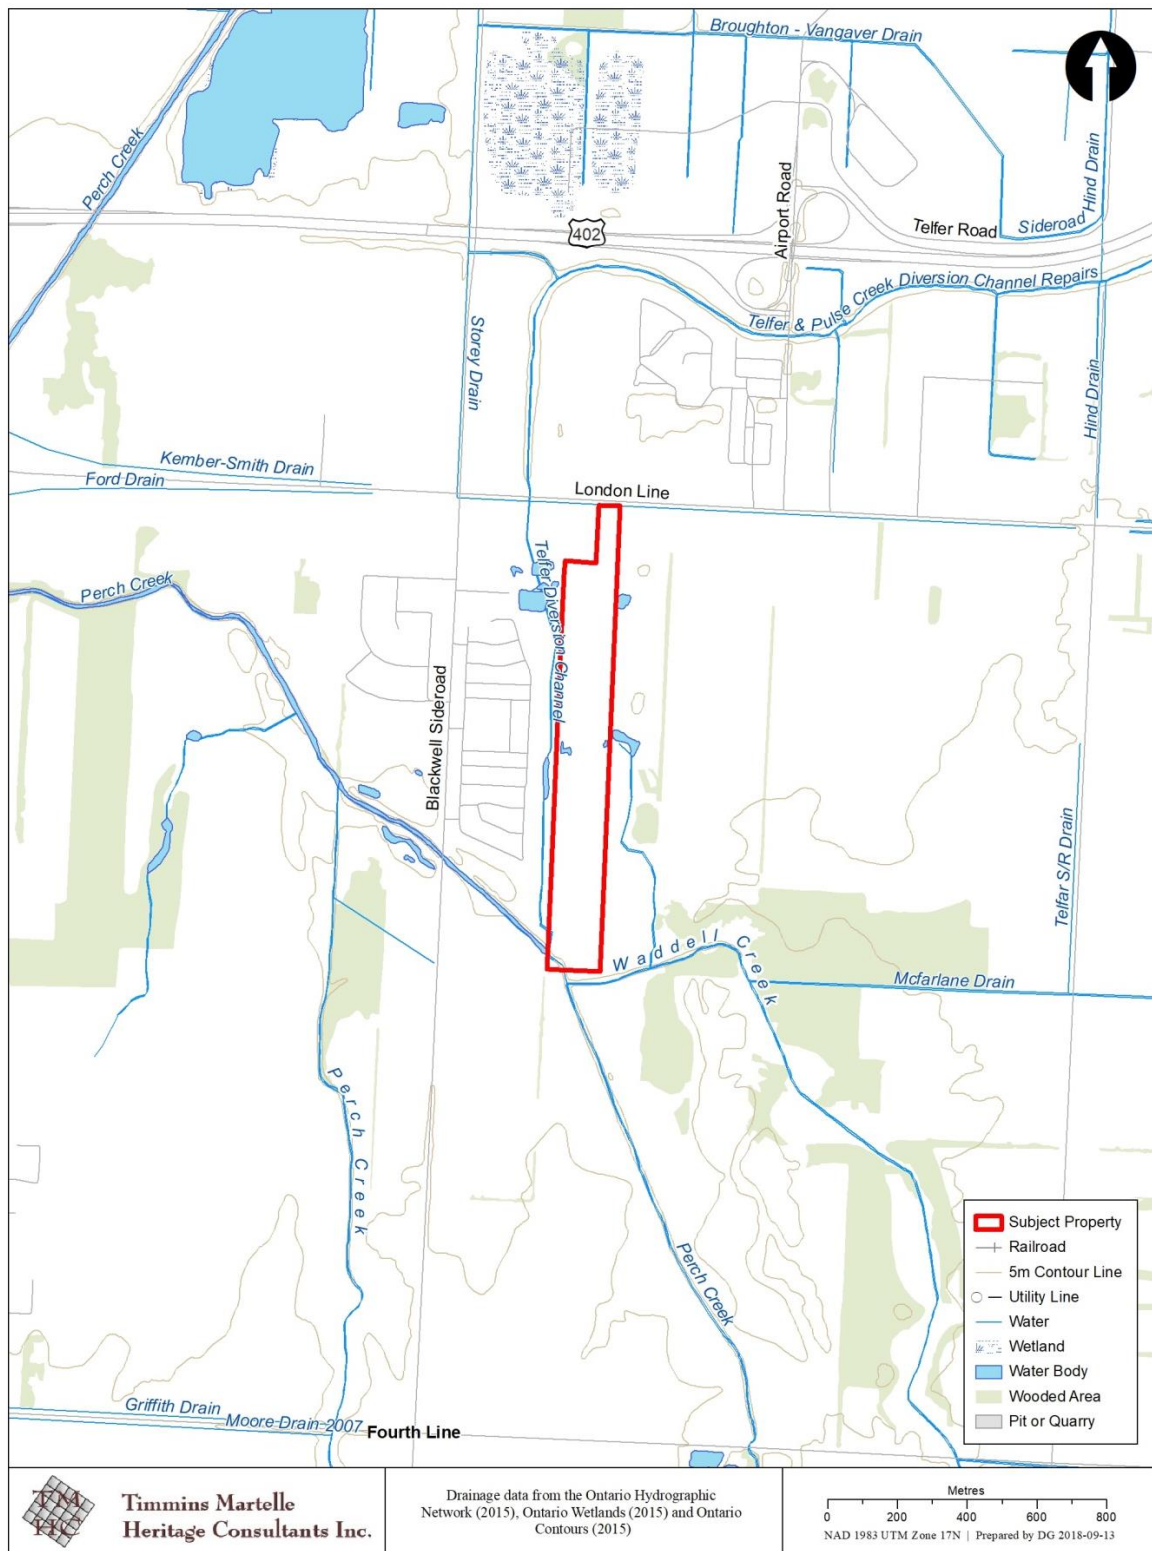 Broughton - Vangaver Drain
Perch Creek
Hind Drain
Airport Road
Telfer Road
Sideroad
402
Telfer & Pulse Creek Diversion Channel Repairs
Storey Drain
Hind Drain
Kember-Smith Drain
Ford Drain
London Line
Telfer Diversion Channel
Perch Creek
Blackwell Sideroad
Telfar S/R Drain
Waddell Creek
Mcfarlane Drain
Perch Creek
Perch Creek
Griffith Drain
Moore Drain 2007
Fourth Line
Subject Property
Railroad
5m Contour Line
Utility Line
Water
Wetland
Water Body
Wooded Area
Pit or Quarry
TM
HC
Timmins Martelle
Heritage Consultants Inc.
Drainage data from the Ontario Hydrographic
Network (2015), Ontario Wetlands (2015) and Ontario
Contours (2015)
Metres
0 200 400 600 800
NAD 1983 UTM Zone 17N | Prepared by DG 2018-09-13